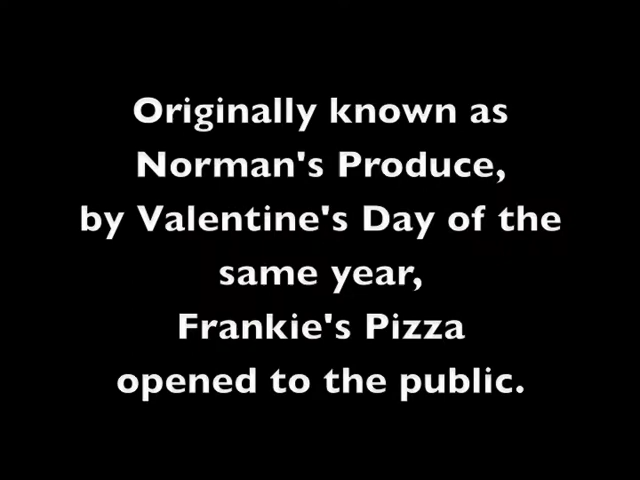 Originally known as
Norman's Produce,
by Valentine's Day of the
same year,
Frankie's Pizza
opened to the public.